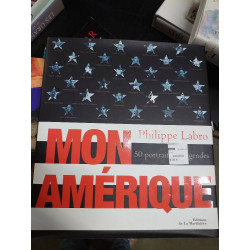 Philippe Labro
MON
50 portraits
AMÉRIQUE
Éditions
de La Martinière